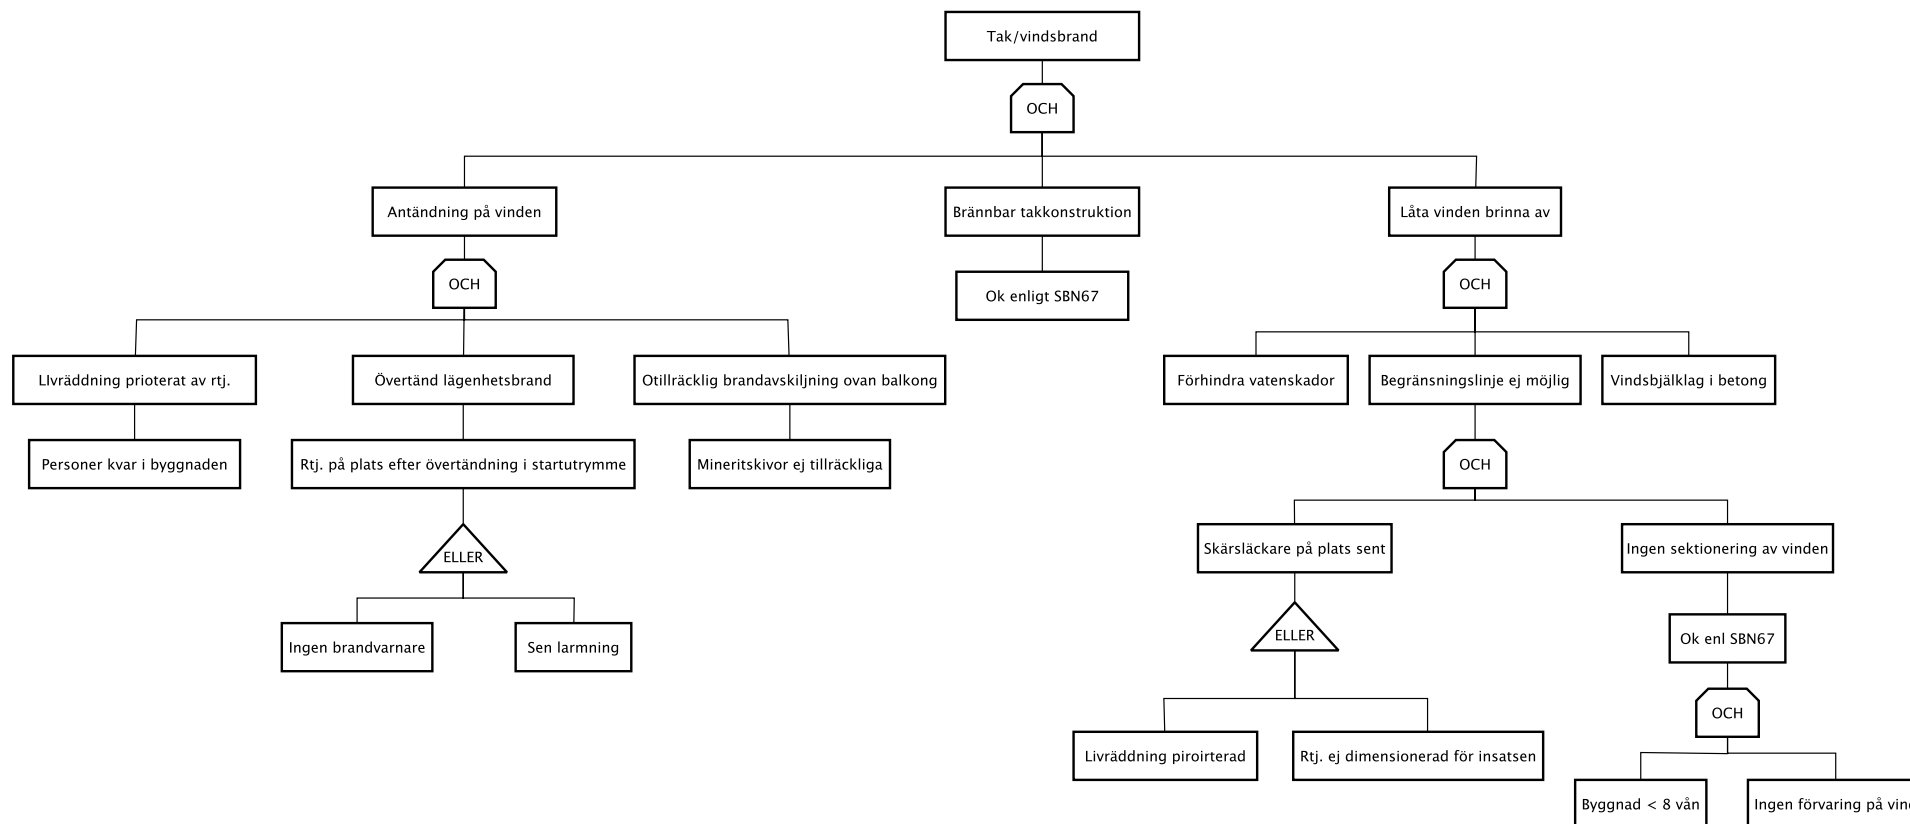 Tak/vindsbrand
OCH
Antändning på vinden
Brännbar takkonstruktion
Låta vinden brinna av
OCH
Ok enligt SBN67
OCH
LIvräddning prioterat av rtj.
Övertänd lägenhetsbrand
Otillräcklig brandavskiljning ovan balkong
Förhindra vatenskador
Begränsningslinje ej möjlig
Vindsbjälklag i betong
Personer kvar i byggnaden
Rtj. på plats efter övertändning i startutrymme
Mineritskivor ej tillräckliga
OCH
ELLER
Skärsläckare på plats sent
Ingen sektionering av vinden
Ingen brandvarnare
Sen larmning
ELLER
Ok enl SBN67
OCH
Livräddning piroirterad
Rtj. ej dimensionerad för insatsen
Byggnad < 8 vån
Ingen förvaring på